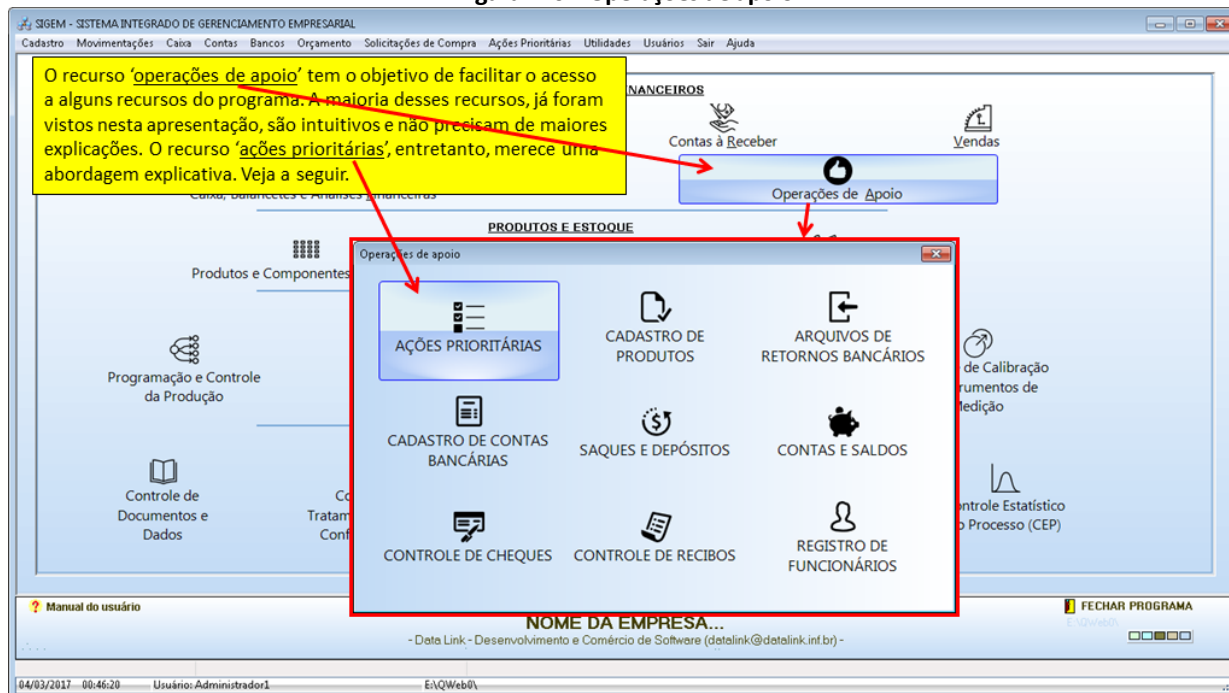 SIGEM - SISTEMA INTEGRADO DE GERENCIAMENTO EMPRESARIAL
Cadastro Movimentações Caixa Contas Bancos Orçamento Solicitações de Compra Ações Prioritárias Utilidades Usuários Sair Ajuda
O recurso ‘operações de apoio’ tem o objetivo de facilitar o acesso
a alguns recursos do programa. A maioria desses recursos, já foram
vistos nesta apresentação, são intuitivos e não precisam de maiores
explicações. O recurso ‘ações prioritárias’, entretanto, merece uma
abordagem explicativa. Veja a seguir.
NANCEIROS
Contas à Receber
Vendas
Operações de Apoio
PRODUTOS E ESTOQUE
Produtos e Componentes
Operações de apoio
AÇÕES PRIORITÁRIAS
CADASTRO DE
PRODUTOS
ARQUIVOS DE
RETORNOS BANCÁRIOS
CADASTRO DE CONTAS
BANCÁRIAS
SAQUES E DEPÓSITOS
CONTAS E SALDOS
CONTROLE DE CHEQUES
CONTROLE DE RECIBOS
REGISTRO DE
FUNCIONÁRIOS
Programação e Controle
da Produção
de Calibração
rumentos de
Medição
Controle de
Documentos e
Dados
Co
Tratam
Conf
ontrole Estatístico
o Processo (CEP)
? Manual do usuário
FECHAR PROGRAMA
E:\QWeb0\
NOME DA EMPRESA...
- Data Link - Desenvolvimento e Comércio de Software (datalink@datalink.inf.br) -
04/03/2017 00:46:20 Usuário: Administrador1 E:\QWeb0\